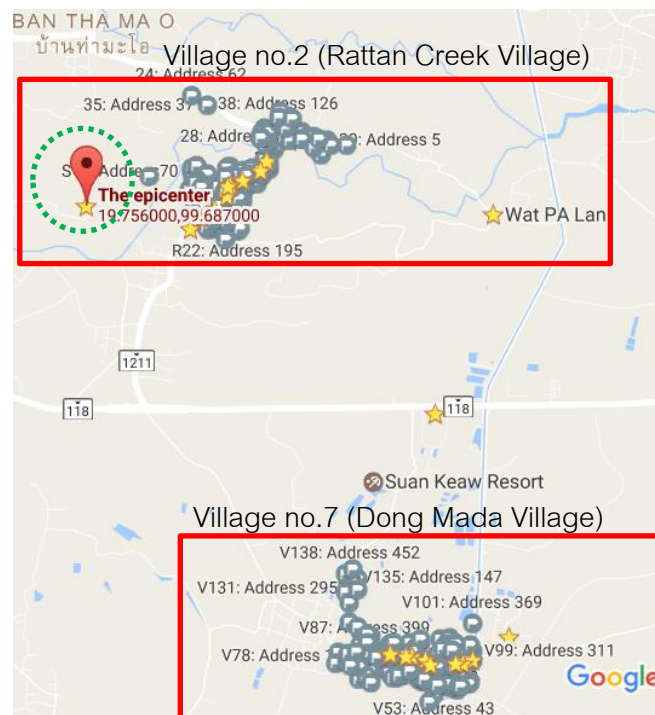 BAN THA MA O
บ้านท่ามะโอ
Village no.2 (Rattan Creek Village)
24: Address 62
35: Address 3
38: Address 126
28: Addre
: Address 5
Addre
70
The epicenter
19.756000,99.687000
Wat PA Lan
R22: Address 195
1211
118
118
Suan Keaw Resort
Village no.7 (Dong Mada Village)
V138: Address 452
V135: Address 147
V131: Address 295
V101: Address 369
V87: A
ess 399
V78: Address
V99: Address 311
Google
V53: Address 43